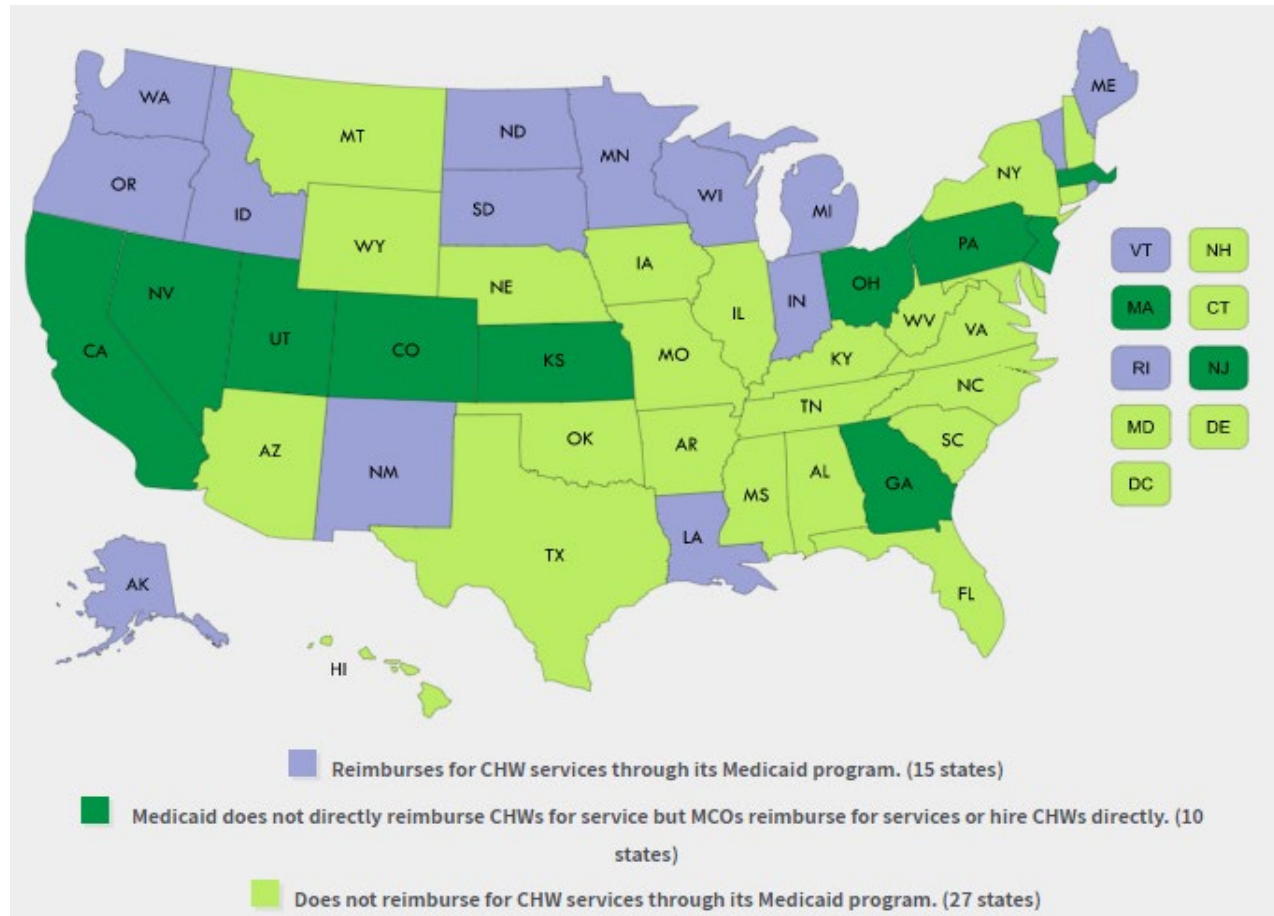 WA
MT
ND
MN
ME
OR
ID
SD
WI
MI
NY
WY
IA
NE
PA
VT
NH
NV
UT
CO
CA
KS
MO
IL
IN
OH
WV
VA
KY
MA
CT
RI
NJ
NC
TN
AZ
NM
OK
AR
SC
MD
DE
DC
MS
AL
GA
TX
LA
FL
AK
HI
Reimburses for CHW services through its Medicaid program. (15 states)
Medicaid does not directly reimburse CHWs for service but MCOs reimburse for services or hire CHWs directly. (10
states)
Does not reimburse for CHW services through its Medicaid program. (27 states)